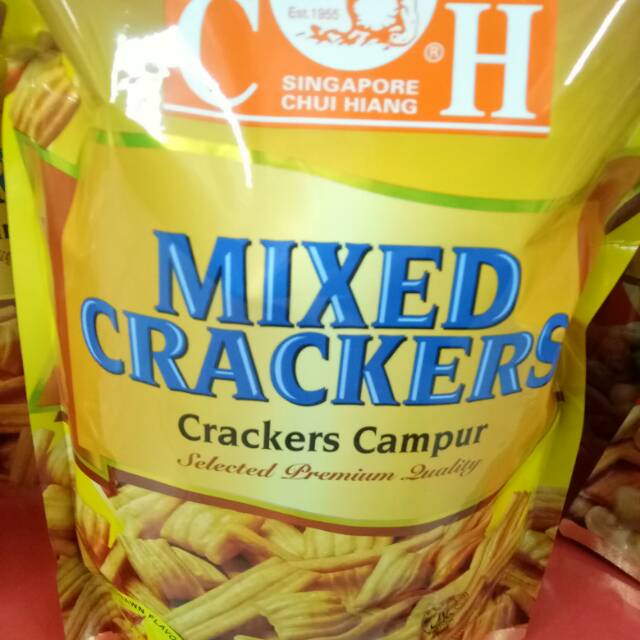 Est.1955
C H ®
SINGAPORE
CHUI HIANG
MIXED
CRACKERS
Crackers Campur
Selected Premium Quality